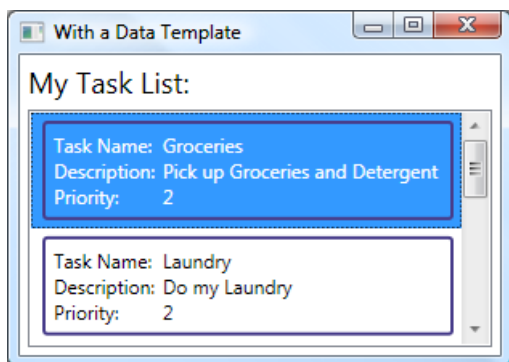 With a Data Template
My Task List:
Task Name: Groceries
Description: Pick up Groceries and Detergent
Priority: 2
Task Name: Laundry
Description: Do my Laundry
Priority: 2